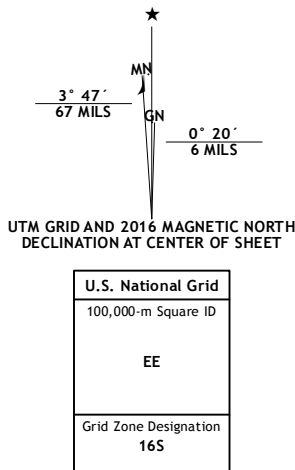 ★
MN
3° 47´
67 MILS
GN
0° 20´
6 MILS
UTM GRID AND 2016 MAGNETIC NORTH
DECLINATION AT CENTER OF SHEET
U.S. National Grid
100,000-m Square ID
EE
Grid Zone Designation
16S